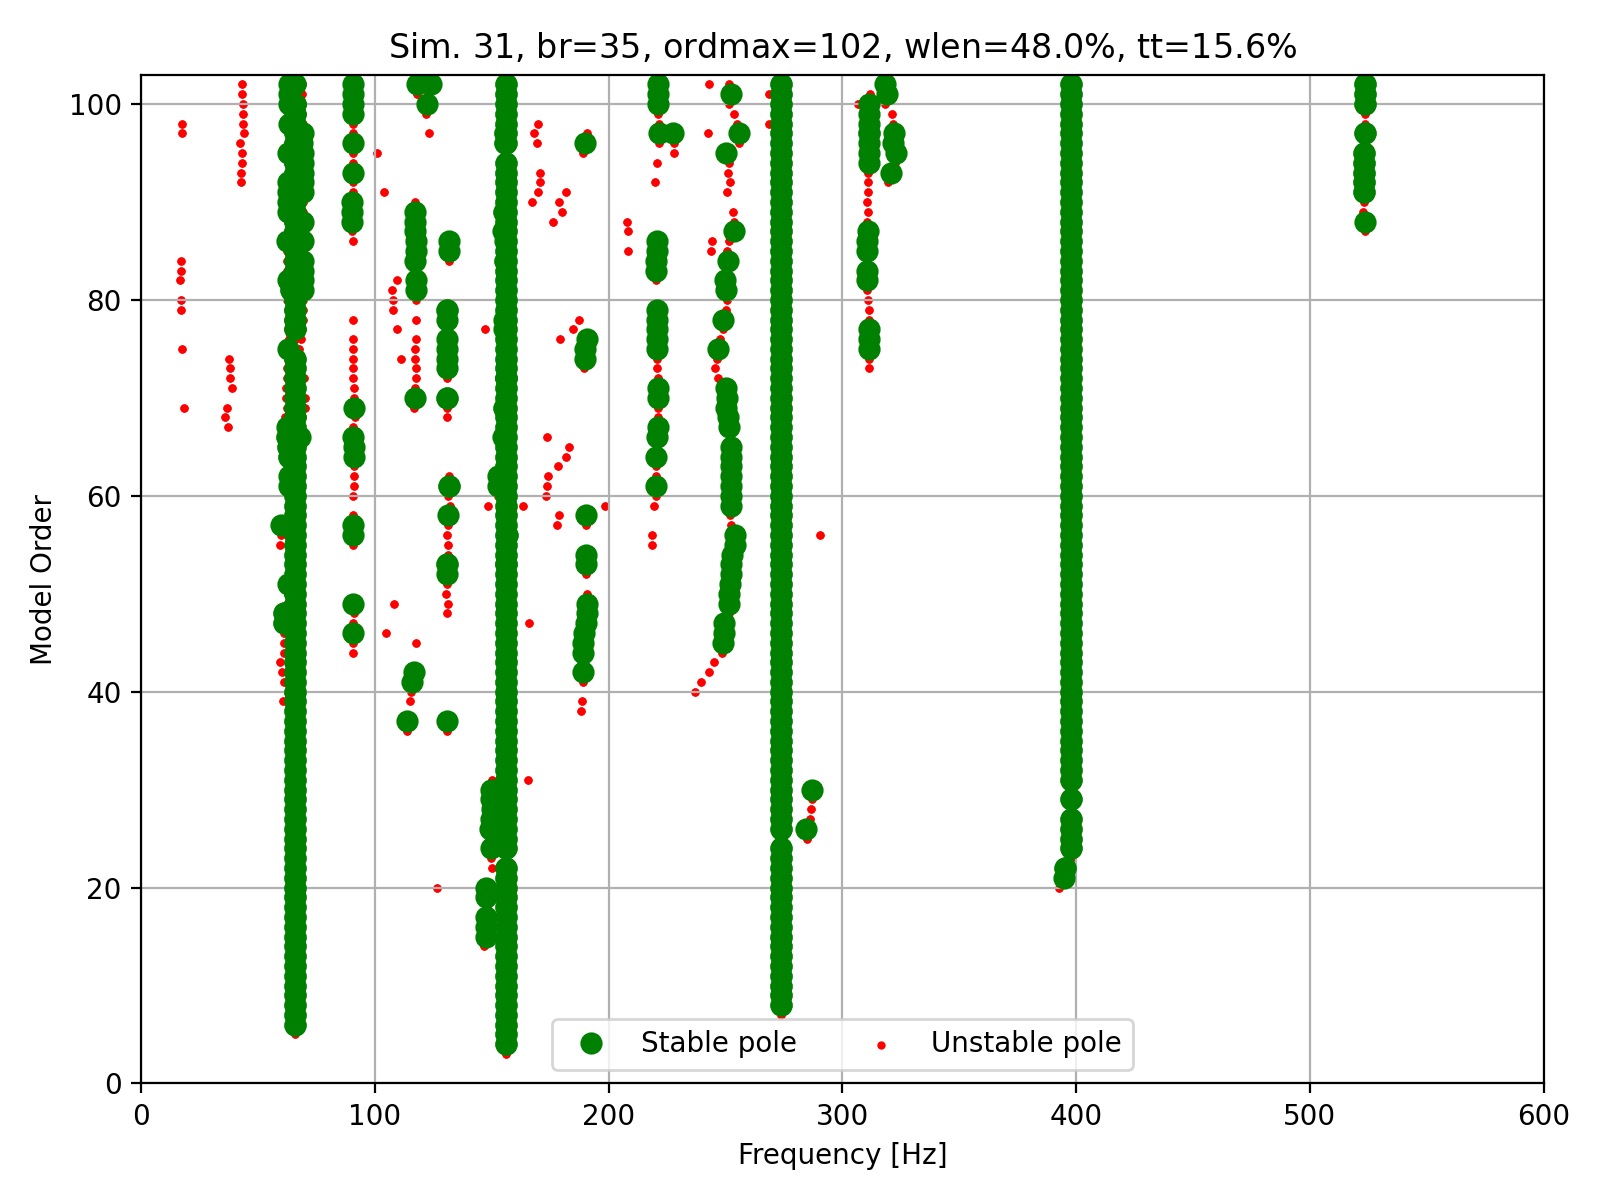 Sim. 31, br=35, ordmax=102, wlen=48.0%, tt=15.6%
100
80
60
40
20
0
Model Order
Stable pole
Unstable pole
0 100 200 300 400 500 600
Frequency [Hz]